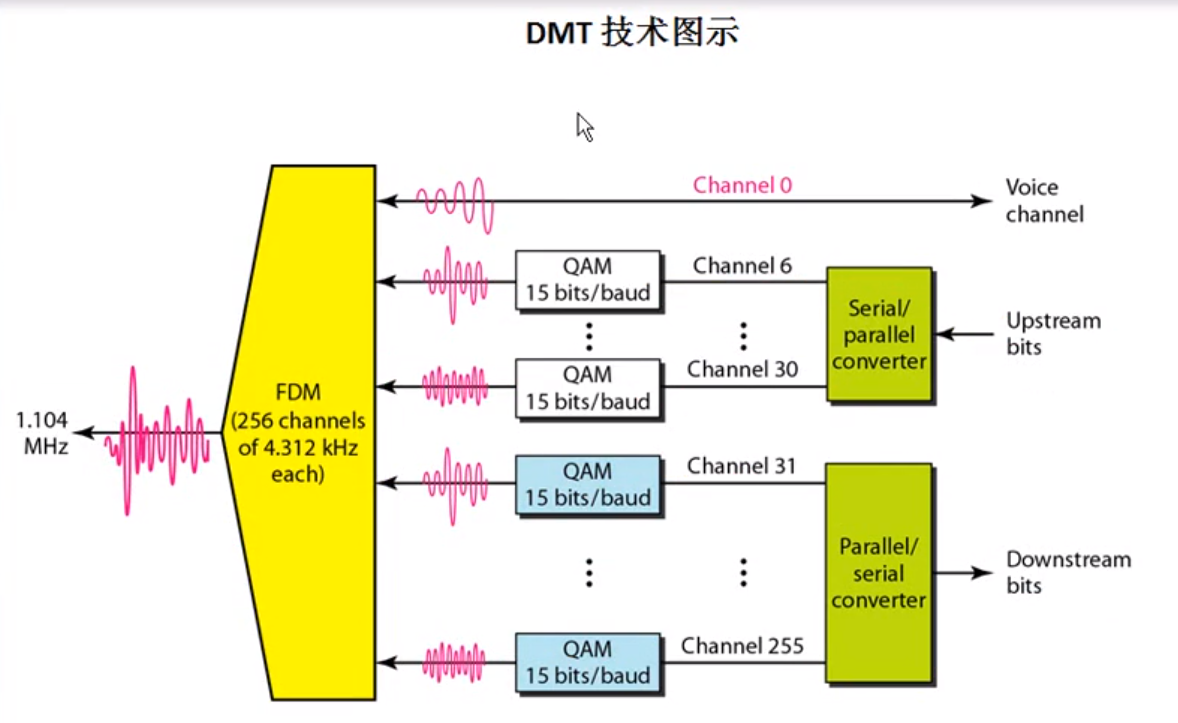 DMT 技术图示
Channel 0
Voice
channel
QAM
15 bits/baud
Channel 6
Serial/
parallel
converter
Upstream
bits
QAM
15 bits/baud
Channel 30
1.104
MHz
FDM
(256 channels
of 4.312 kHz
each)
QAM
15 bits/baud
Channel 31
Parallel/
serial
converter
Downstream
bits
QAM
15 bits/baud
Channel 255